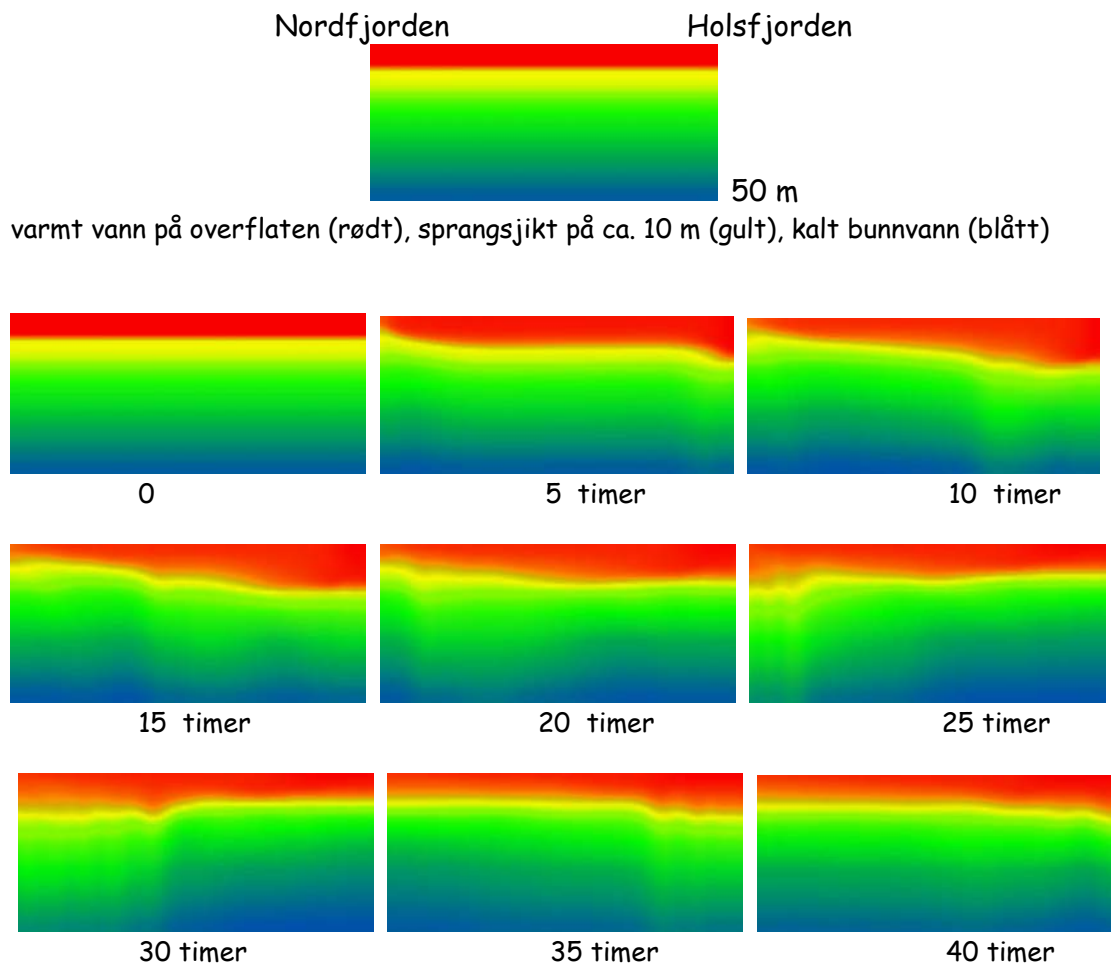 Nordfjorden Holsfjorden
50 m
varmt vann på overflaten (rødt), sprangsjikt på ca. 10 m (gult), kalt bunnvann (blått)
0 5 timer 10 timer
15 timer 20 timer 25 timer
30 timer 35 timer 40 timer